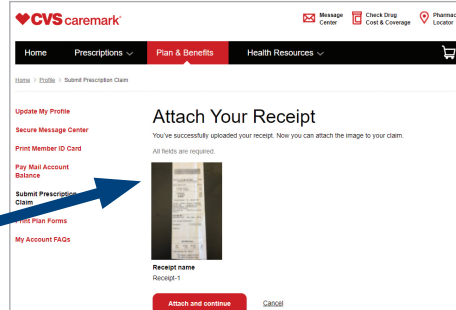 CVS caremark®
Message Center
Check Drug Cost & Coverage
Pharmac
Locator
Home
Prescriptions
Plan & Benefits
Health Resources
Home > Profile > Submit Prescription Claim
Update My Profile
Secure Message Center
Print Member ID Card
Pay Mail Account
Balance
Submit Prescription
Claim
Print Plan Forms
My Account FAQs
Attach Your Receipt
You've successfully uploaded your receipt. Now you can attach the image to your claim.
All fields are required.
Receipt name
Receipt-1
Attach and continue
Cancel